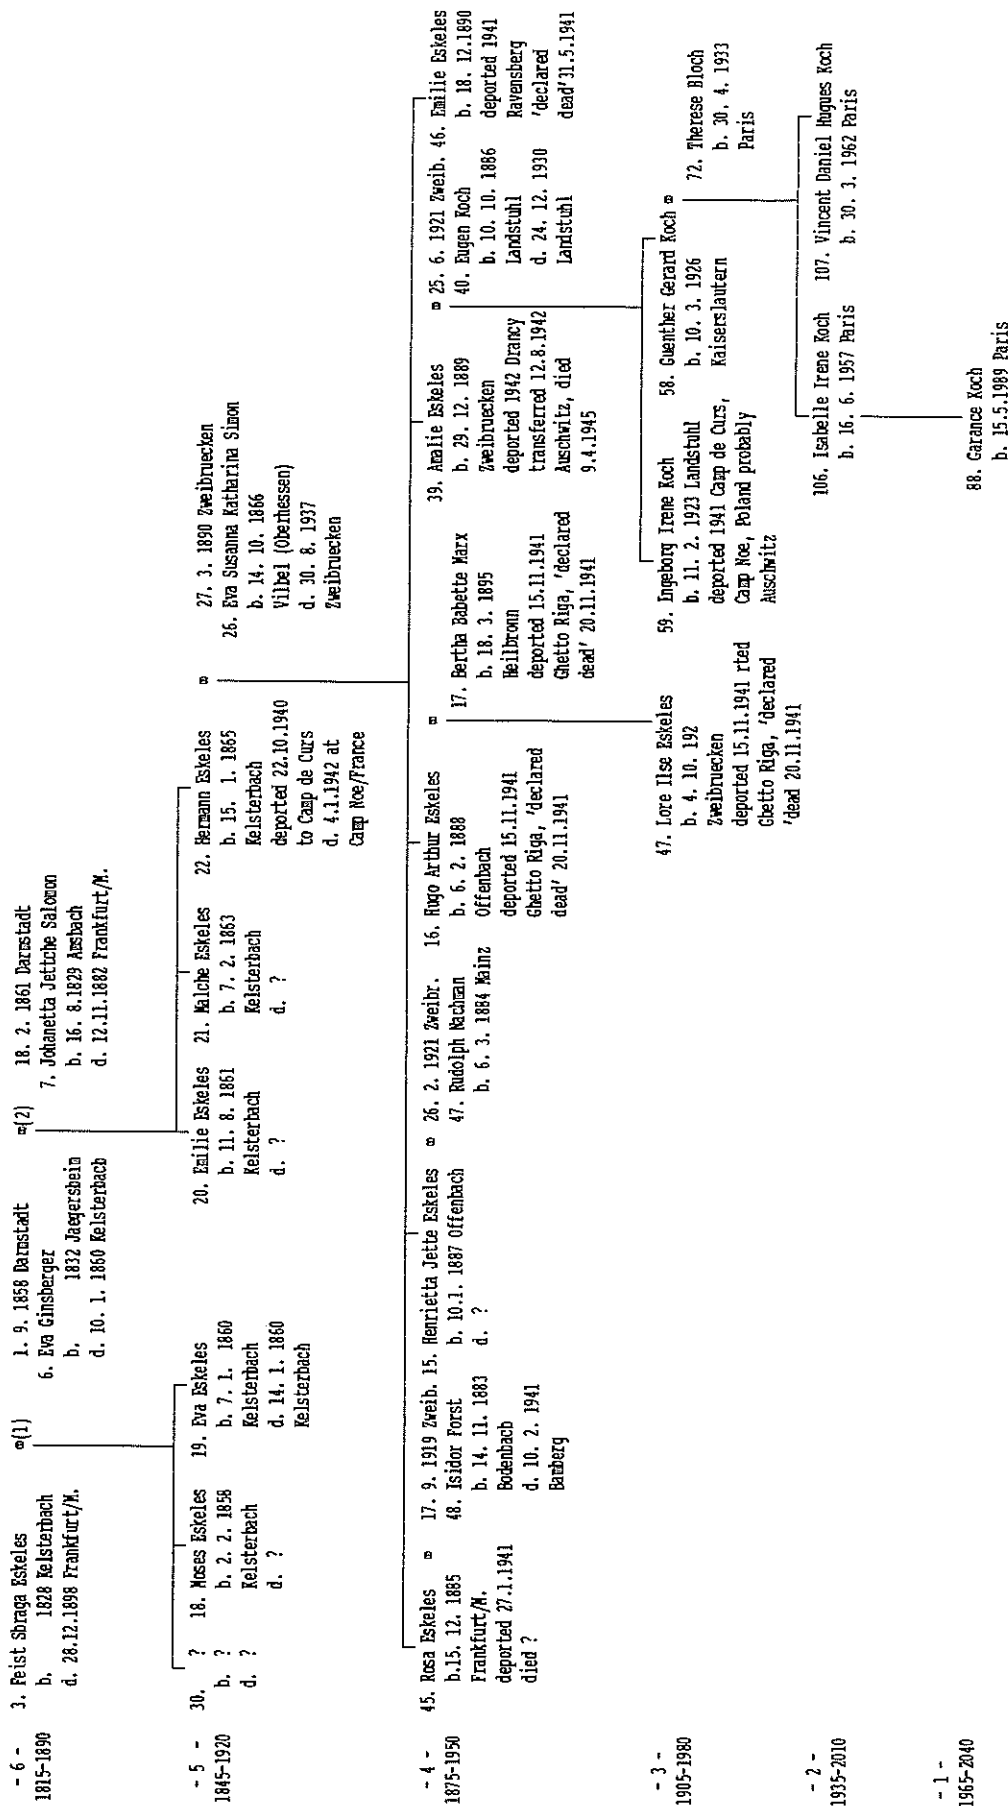 - 6 -
1815-1890
3. Feist Sbraga Eskeles
b. 1828 Kelsterbach
d. 28.12.1898 Frankfurt/M.
⚭(1)
1. 9. 1858 Darmstadt
6. Eva Ginsberger
b. 1832 Jaegersbein
d. 10. 1. 1860 Kelsterbacb
⚭(2)
18. 2. 1861 Darmstadt
7. Johanetta Jettche Salomon
b. 16. 8.1829 Ansbach
d. 12.11.1882 Frankfurt/M.
- 5 -
1845-1920
30. ?
b. ?
d. ?
18. Moses Eskeles
b. 2. 2. 1858
Kelsterbach
d. ?
19. Eva Eskeles
b. 7. 1. 1860
Kelsterbach
d. 14. 1. 1860
Kelsterbach
20. Emilie Eskeles
b. 11. 8. 1861
Kelsterbach
d. ?
21. Malche Eskeles
b. 7. 2. 1863
Kelsterbach
d. ?
22. Hermann Eskeles
b. 15. 1. 1865
Kelsterbach
deported 22.10.1940
to Camp de Curs
d. 4.1.1942 at
Camp Noe/France
⚭
27. 3. 1890 Zweibruecken
26. Eva Susanna Katharina Simon
b. 14. 10. 1866
Vilbel (Oberhessen)
d. 30. 8. 1937
Zweibruecken
- 4 -
1875-1950
45. Rosa Eskeles ⚭
b.15. 12. 1885
Frankfurt/M.
deported 27.1.1941
died ?
17. 9. 1919 Zweib.
48. Isidor Forst
b. 14. 11. 1883
Bodenbach
d. 10. 2. 1941
Bamberg
15. Henrietta Jette Eskeles ⚭
b. 10.1. 1887 Offenbach
d. ?
26. 2. 1921 Zweibr.
47. Rudolph Nachman
b. 6. 3. 1884 Mainz
16. Hugo Arthur Eskeles
b. 6. 2. 1888
Offenbach
deported 15.11.1941
Ghetto Riga, 'declared
dead' 20.11.1941
⚭
17. Bertha Babette Marx
b. 18. 3. 1895
Heilbronn
deported 15.11.1941
Ghetto Riga, 'declared
dead' 20.11.1941
39. Amalie Eskeles
b. 29. 12. 1889
Zweibruecken
deported 1942 Drancy
transferred 12.8.1942
Auschwitz, died
9.4.1945
⚭ 25. 6. 1921 Zweib.
40. Eugen Koch
b. 10. 10. 1886
Landstuhl
d. 24. 12. 1930
Landstuhl
46. Emilie Eskeles
b. 18. 12.1890
deported 1941
Ravensberg
'declared
dead'31.5.1941
- 3 -
1905-1980
47. Lore Ilse Eskeles
b. 4. 10. 192
Zweibruecken
deported 15.11.1941 rted
Ghetto Riga, 'declared
'dead 20.11.1941
59. Ingeborg Irene Koch
b. 11. 2. 1923 Landstuhl
deported 1941 Camp de Curs,
Camp Noe, Poland probably
Auschwitz
58. Guenther Gerard Koch ⚭
b. 10. 3. 1926
Kaiserslautern
72. Therese Bloch
b. 30. 4. 1933
Paris
- 2 -
1935-2010
106. Isabelle Irene Koch
b. 16. 6. 1957 Paris
107. Vincent Daniel Hugues Koch
b. 30. 3. 1962 Paris
- 1 -
1965-2040
88. Garance Koch
b. 15.5.1989 Paris